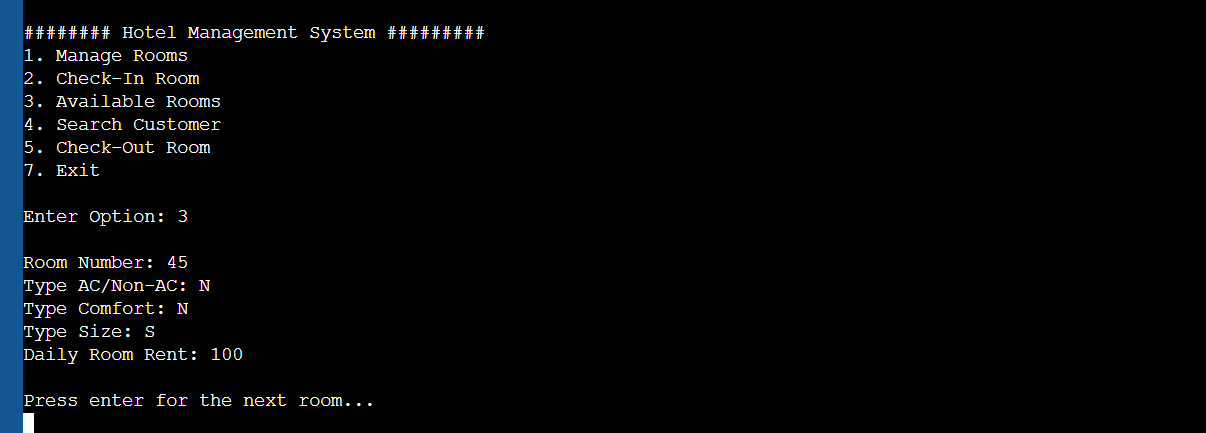 ######## Hotel Management System #########
1. Manage Rooms
2. Check-In Room
3. Available Rooms
4. Search Customer
5. Check-Out Room
7. Exit
Enter Option: 3
Room Number: 45
Type AC/Non-AC: N
Type Comfort: N
Type Size: S
Daily Room Rent: 100
Press enter for the next room...